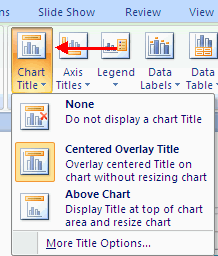 Slide Show Review View
Chart Title Axis Titles Legend Data Labels Data Table
None
Do not display a chart Title
Centered Overlay Title
Overlay centered Title on
chart without resizing chart
Above Chart
Display Title at top of chart
area and resize chart
More Title Options...